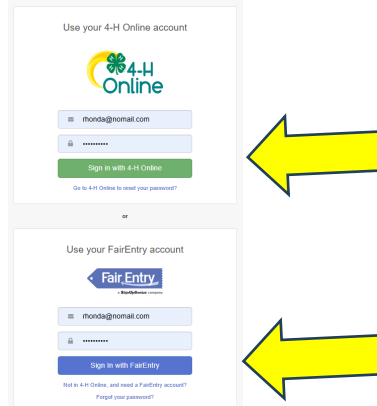 Use your 4-H Online account
4-H
Online
rhonda@nomail.com
••••••••••
Sign in with 4-H Online
Go to 4-H Online to reset your password?
or
Use your FairEntry account
Fair Entry
a RegPack company
rhonda@nomail.com
••••••••••
Sign In with FairEntry
Not in 4-H Online, and need a FairEntry account?
Forgot your password?